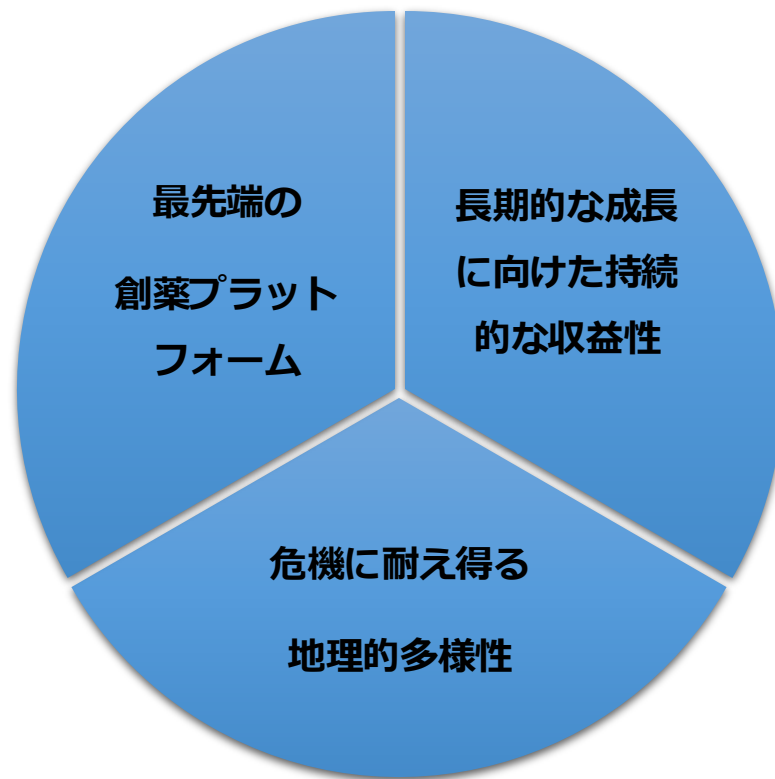 最先端の
創薬プラット
フォーム
長期的な成長
に向けた持続
的な収益性
危機に耐え得る
地理的多様性